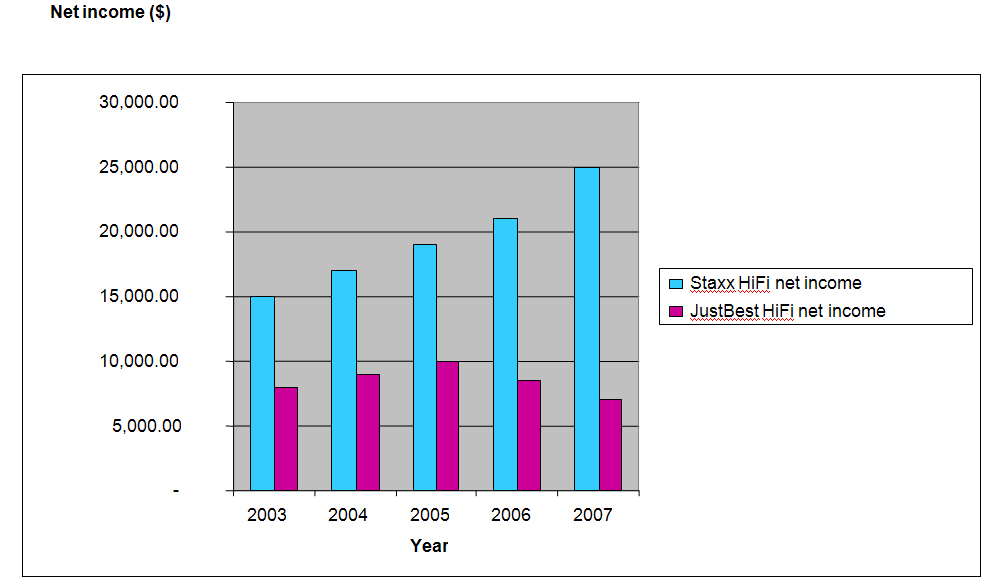 Net income ($)
30,000.00
25,000.00
20,000.00
15,000.00
10,000.00
5,000.00
-
2003 2004 2005 2006 2007
Year
Staxx HiFi net income
JustBest HiFi net income